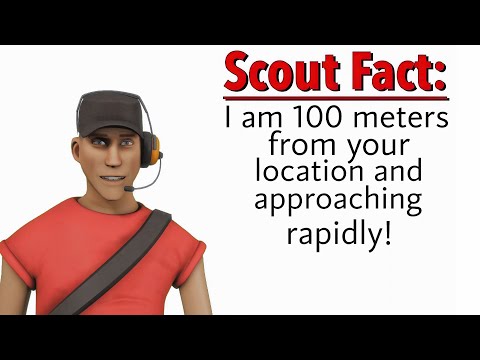 Scout Fact:
I am 100 meters
from your
location and
approaching
rapidly!